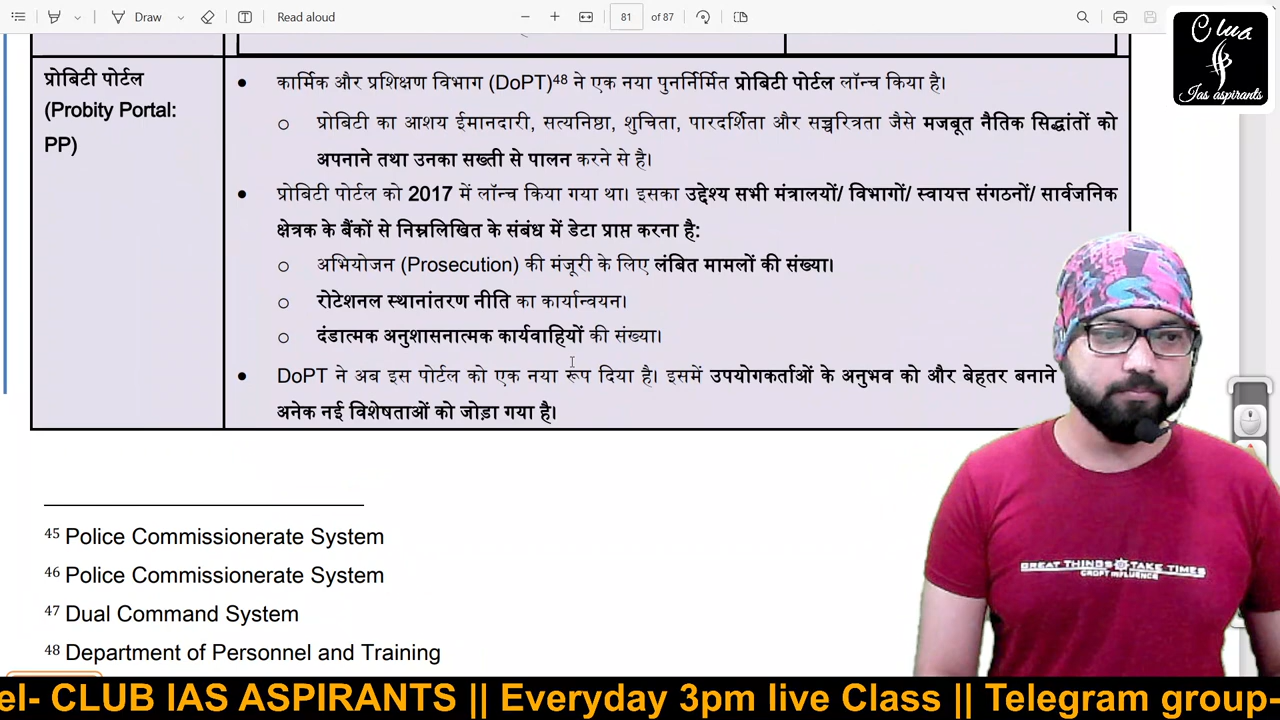 Draw
Read aloud
81 of 87
Club
Ias aspirants
प्रोबिटी पोर्टल
(Probity Portal:
PP)
• कार्मिक और प्रशिक्षण विभाग (DoPT)⁴⁸ ने एक नया पुनर्निर्मित प्रोबिटी पोर्टल लॉन्च किया है।
o प्रोबिटी का आशय ईमानदारी, सत्यनिष्ठा, शुचिता, पारदर्शिता और सच्चरित्रता जैसे मजबूत नैतिक सिद्धांतों को
अपनाने तथा उनका सख्ती से पालन करने से है।
• प्रोबिटी पोर्टल को 2017 में लॉन्च किया गया था। इसका उद्देश्य सभी मंत्रालयों/ विभागों/ स्वायत्त संगठनों/ सार्वजनिक
क्षेत्रक के बैंकों से निम्नलिखित के संबंध में डेटा प्राप्त करना है:
o अभियोजन (Prosecution) की मंजूरी के लिए लंबित मामलों की संख्या।
o रोटेशनल स्थानांतरण नीति का कार्यान्वयन।
o दंडात्मक अनुशासनात्मक कार्यवाहियों की संख्या।
• DoPT ने अब इस पोर्टल को एक नया रूप दिया है। इसमें उपयोगकर्ताओं के अनुभव को और बेहतर बनाने
अनेक नई विशेषताओं को जोड़ा गया है।
⁴⁵ Police Commissionerate System
⁴⁶ Police Commissionerate System
⁴⁷ Dual Command System
⁴⁸ Department of Personnel and Training
GREAT THINGS TAKE TIMES
CROFT INFLUENCE
el- CLUB IAS ASPIRANTS || Everyday 3pm live Class || Telegram group-